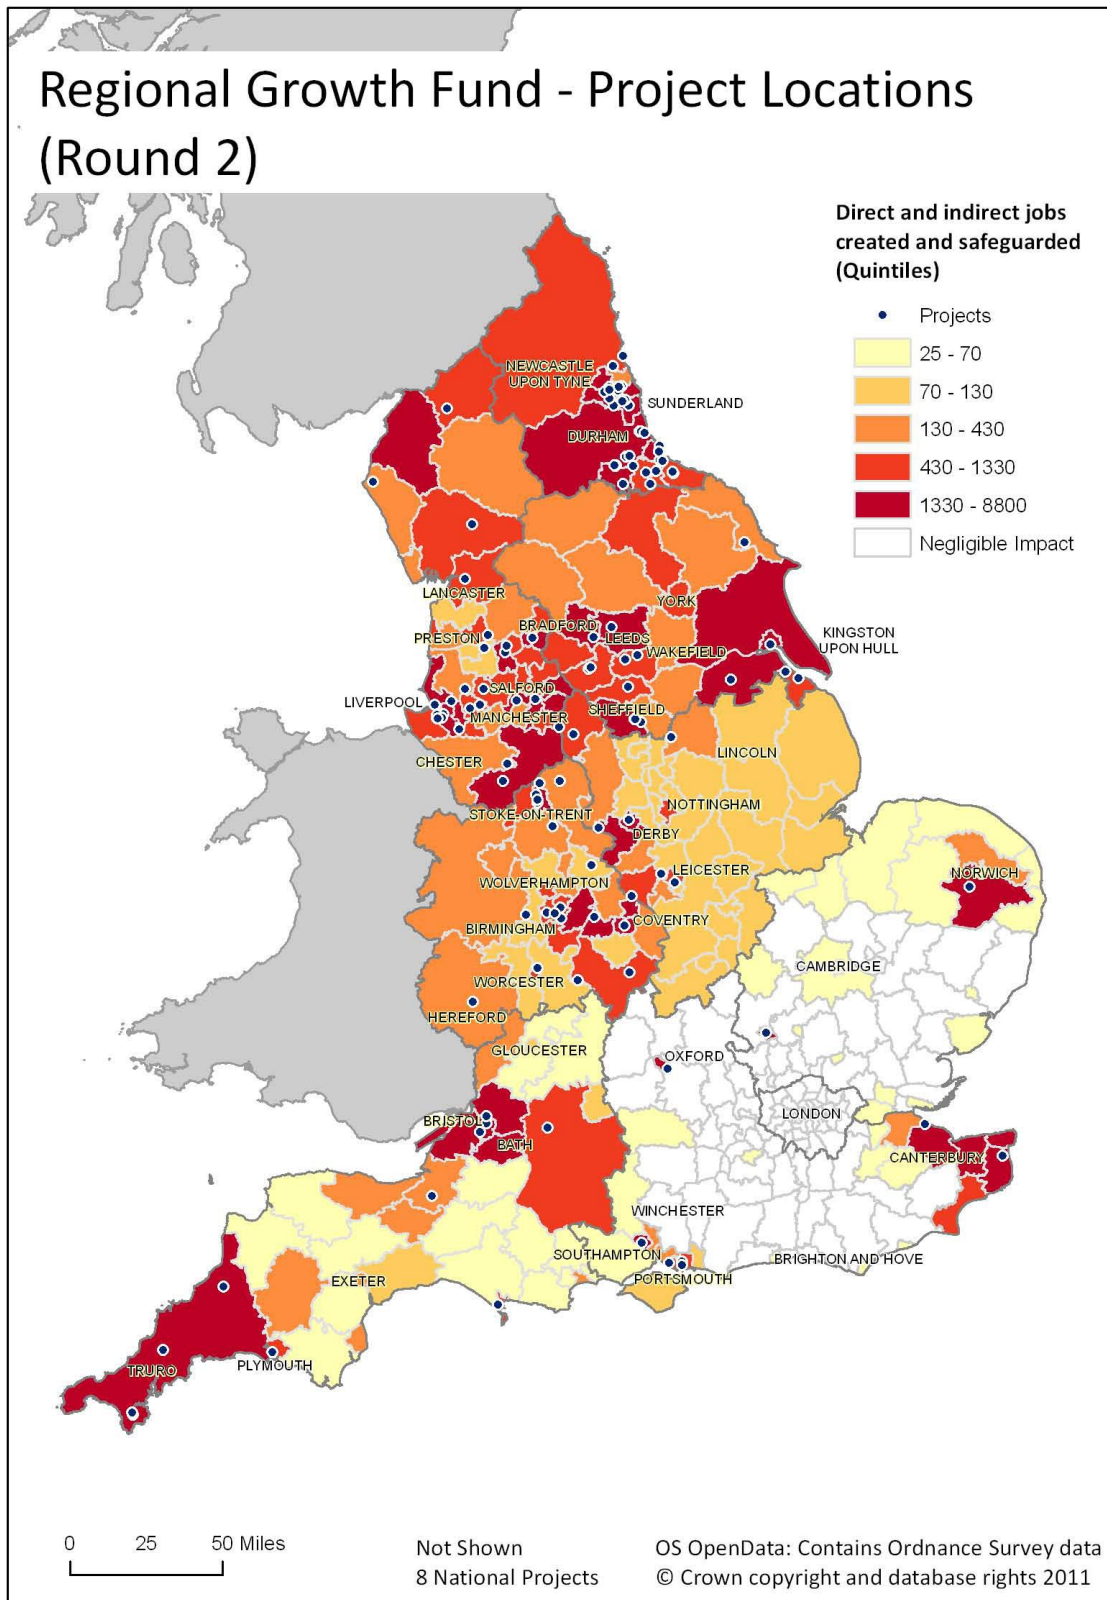 Regional Growth Fund - Project Locations
(Round 2)
Direct and indirect jobs
created and safeguarded
(Quintiles)
Projects
25 - 70
70 - 130
130 - 430
430 - 1330
1330 - 8800
Negligible Impact
NEWCASTLE
UPON TYNE
SUNDERLAND
DURHAM
LANCASTER
YORK
PRESTON
BRADFORD
LEEDS
WAKEFIELD
KINGSTON
UPON HULL
LIVERPOOL
SALFORD
MANCHESTER
SHEFFIELD
CHESTER
LINCOLN
STOKE-ON-TRENT
NOTTINGHAM
DERBY
WOLVERHAMPTON
LEICESTER
NORWICH
BIRMINGHAM
COVENTRY
WORCESTER
CAMBRIDGE
HEREFORD
GLOUCESTER
OXFORD
LONDON
BRISTOL
BATH
CANTERBURY
WINCHESTER
SOUTHAMPTON
BRIGHTON AND HOVE
PORTSMOUTH
EXETER
TRURO
PLYMOUTH
0 25 50 Miles
Not Shown
8 National Projects
OS OpenData: Contains Ordnance Survey data
© Crown copyright and database rights 2011